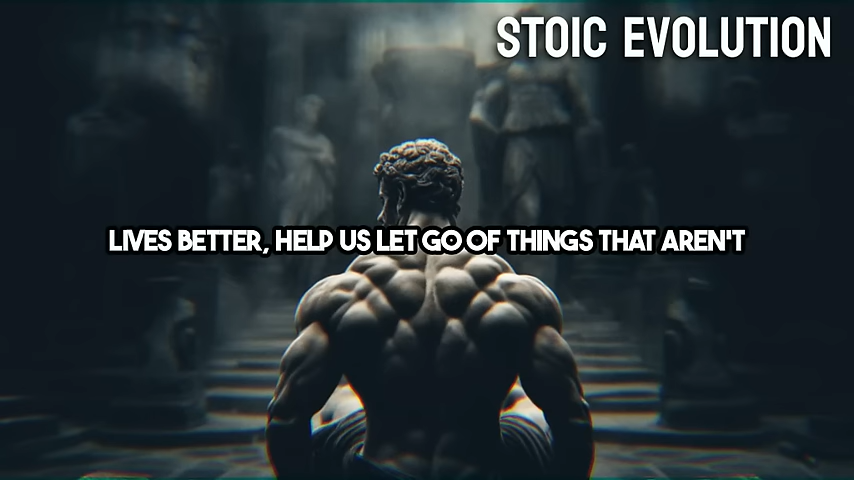 STOIC EVOLUTION
LIVES BETTER, HELP US LET GO OF THINGS THAT AREN'T